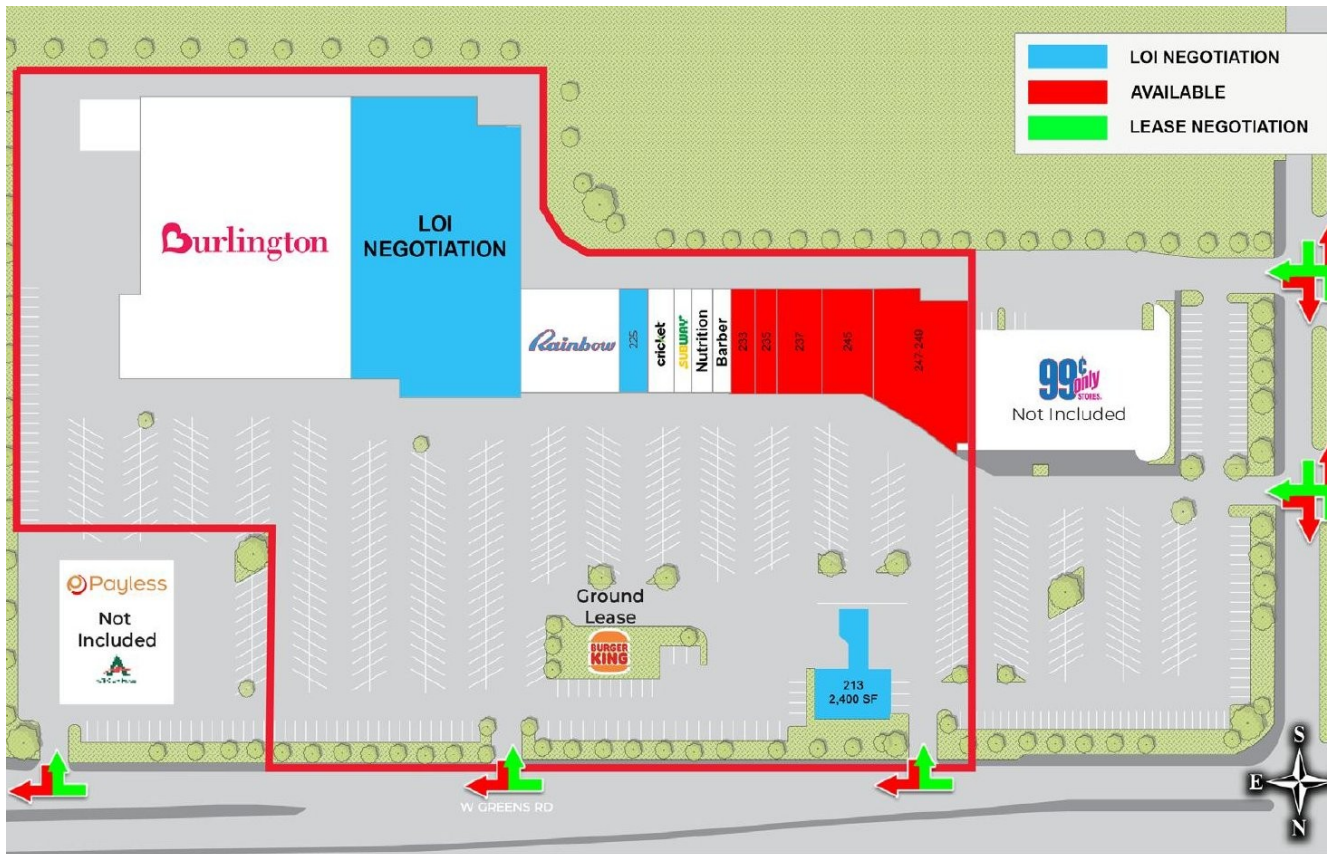 LOI NEGOTIATION
AVAILABLE
LEASE NEGOTIATION
Burlington
LOI
NEGOTIATION
Rainbow
225
cricket
SUBWAY
Nutrition
Barber
233
235
237
245
247-249
99¢
only
STORES.
Not Included
Payless
Not
Included
Ground
Lease
BURGER
KING
213
2,400 SF
W GREENS RD
S
E
N